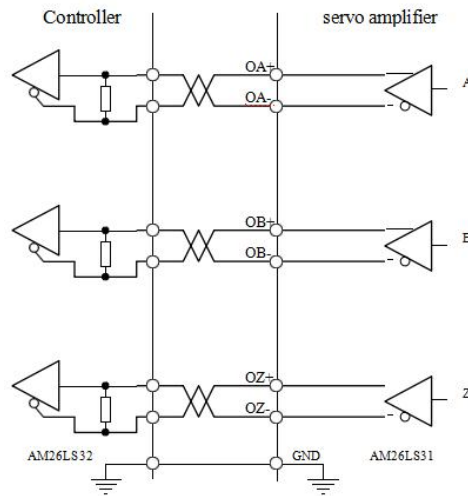 Controller servo amplifier
OA+
A
OA-
OB+
B
OB-
OZ+
Z
OZ-
AM26LS32 GND AM26LS31